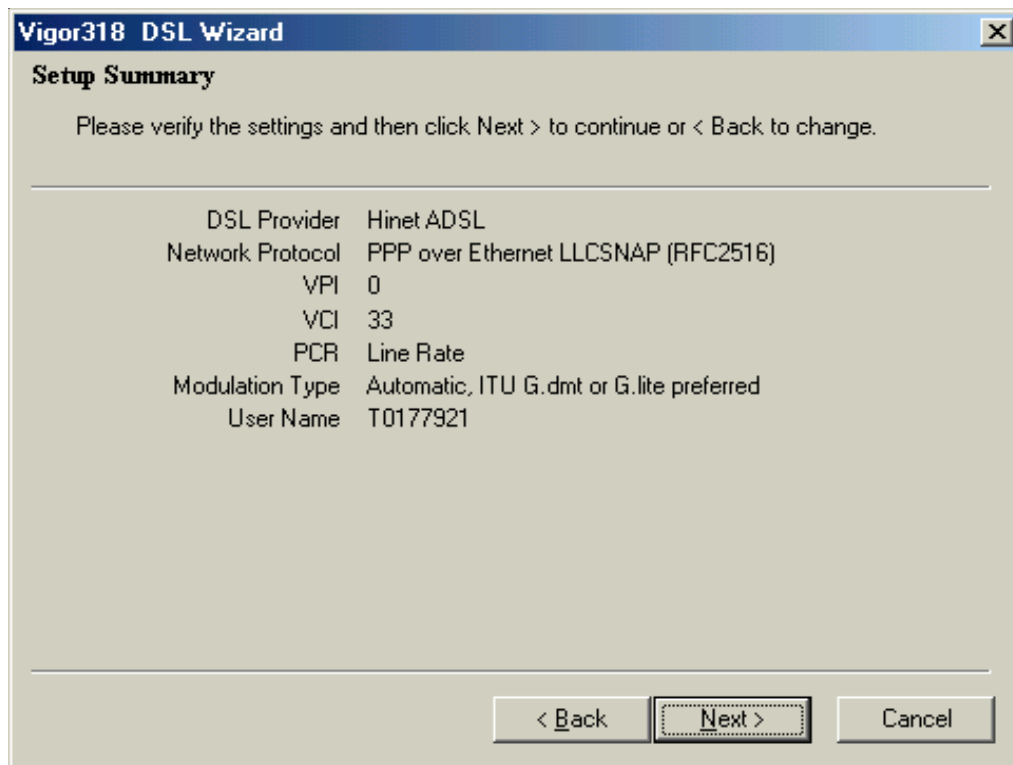 Vigor318 DSL Wizard
Setup Summary
Please verify the settings and then click Next > to continue or < Back to change.
DSL Provider Hinet ADSL
Network Protocol PPP over Ethernet LLCSNAP (RFC2516)
VPI 0
VCI 33
PCR Line Rate
Modulation Type Automatic, ITU G.dmt or G.lite preferred
User Name T0177921
< Back Next > Cancel